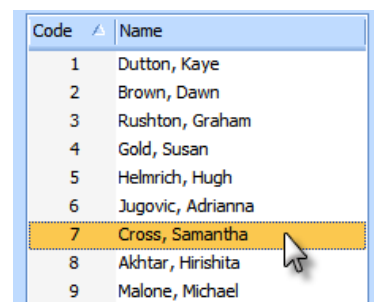 Code Name
1 Dutton, Kaye
2 Brown, Dawn
3 Rushton, Graham
4 Gold, Susan
5 Helmrich, Hugh
6 Jugovic, Adrianna
7 Cross, Samantha
8 Akhtar, Hirishita
9 Malone, Michael